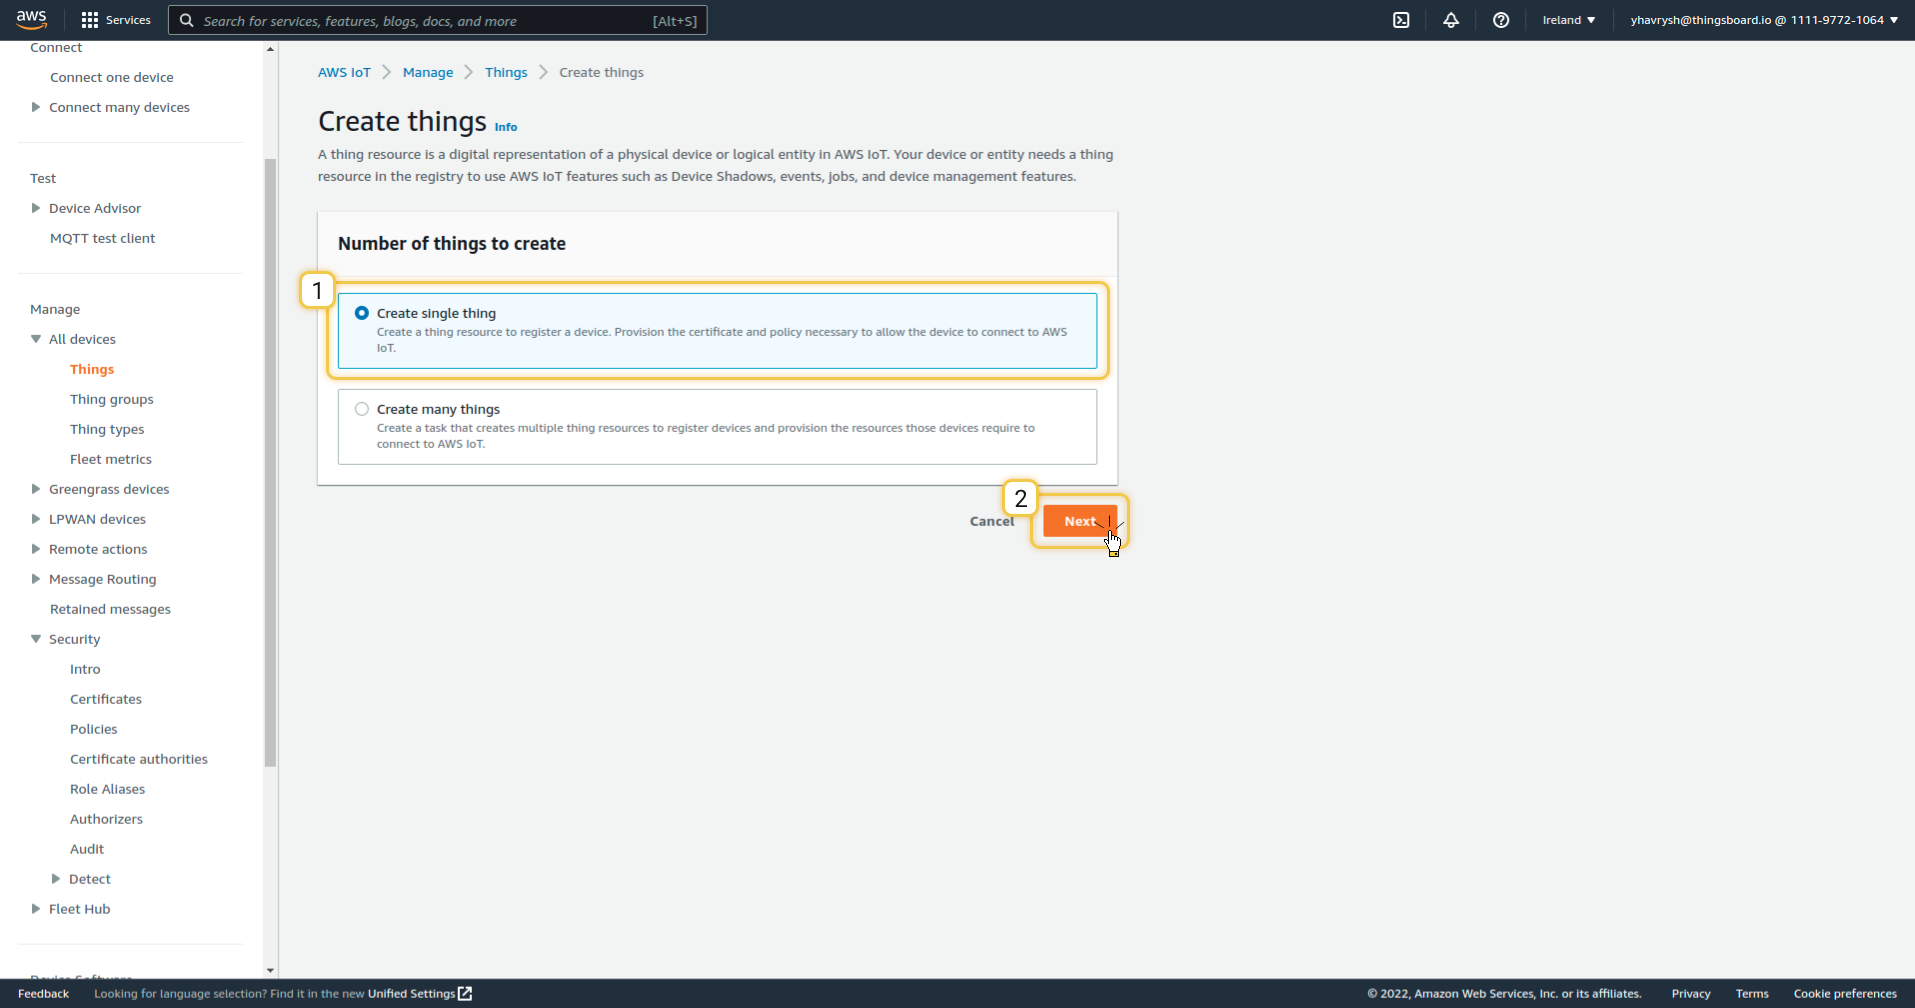 aws
Services
Search for services, features, blogs, docs, and more
[Alt+S]
Ireland
yhavrysh@thingsboard.io @ 1111-9772-1064
Connect
Connect one device
Connect many devices
Test
Device Advisor
MQTT test client
Manage
All devices
Things
Thing groups
Thing types
Fleet metrics
Greengrass devices
LPWAN devices
Remote actions
Message Routing
Retained messages
Security
Intro
Certificates
Policies
Certificate authorities
Role Aliases
Authorizers
Audit
Detect
Fleet Hub
Device Software
AWS IoT
Manage
Things
Create things
Create things Info
A thing resource is a digital representation of a physical device or logical entity in AWS IoT. Your device or entity needs a thing
resource in the registry to use AWS IoT features such as Device Shadows, events, jobs, and device management features.
Number of things to create
1
Create single thing
Create a thing resource to register a device. Provision the certificate and policy necessary to allow the device to connect to AWS
IoT.
Create many things
Create a task that creates multiple thing resources to register devices and provision the resources those devices require to
connect to AWS IoT.
2
Cancel
Next
Feedback
Looking for language selection? Find it in the new Unified Settings
© 2022, Amazon Web Services, Inc. or its affiliates.
Privacy
Terms
Cookie preferences